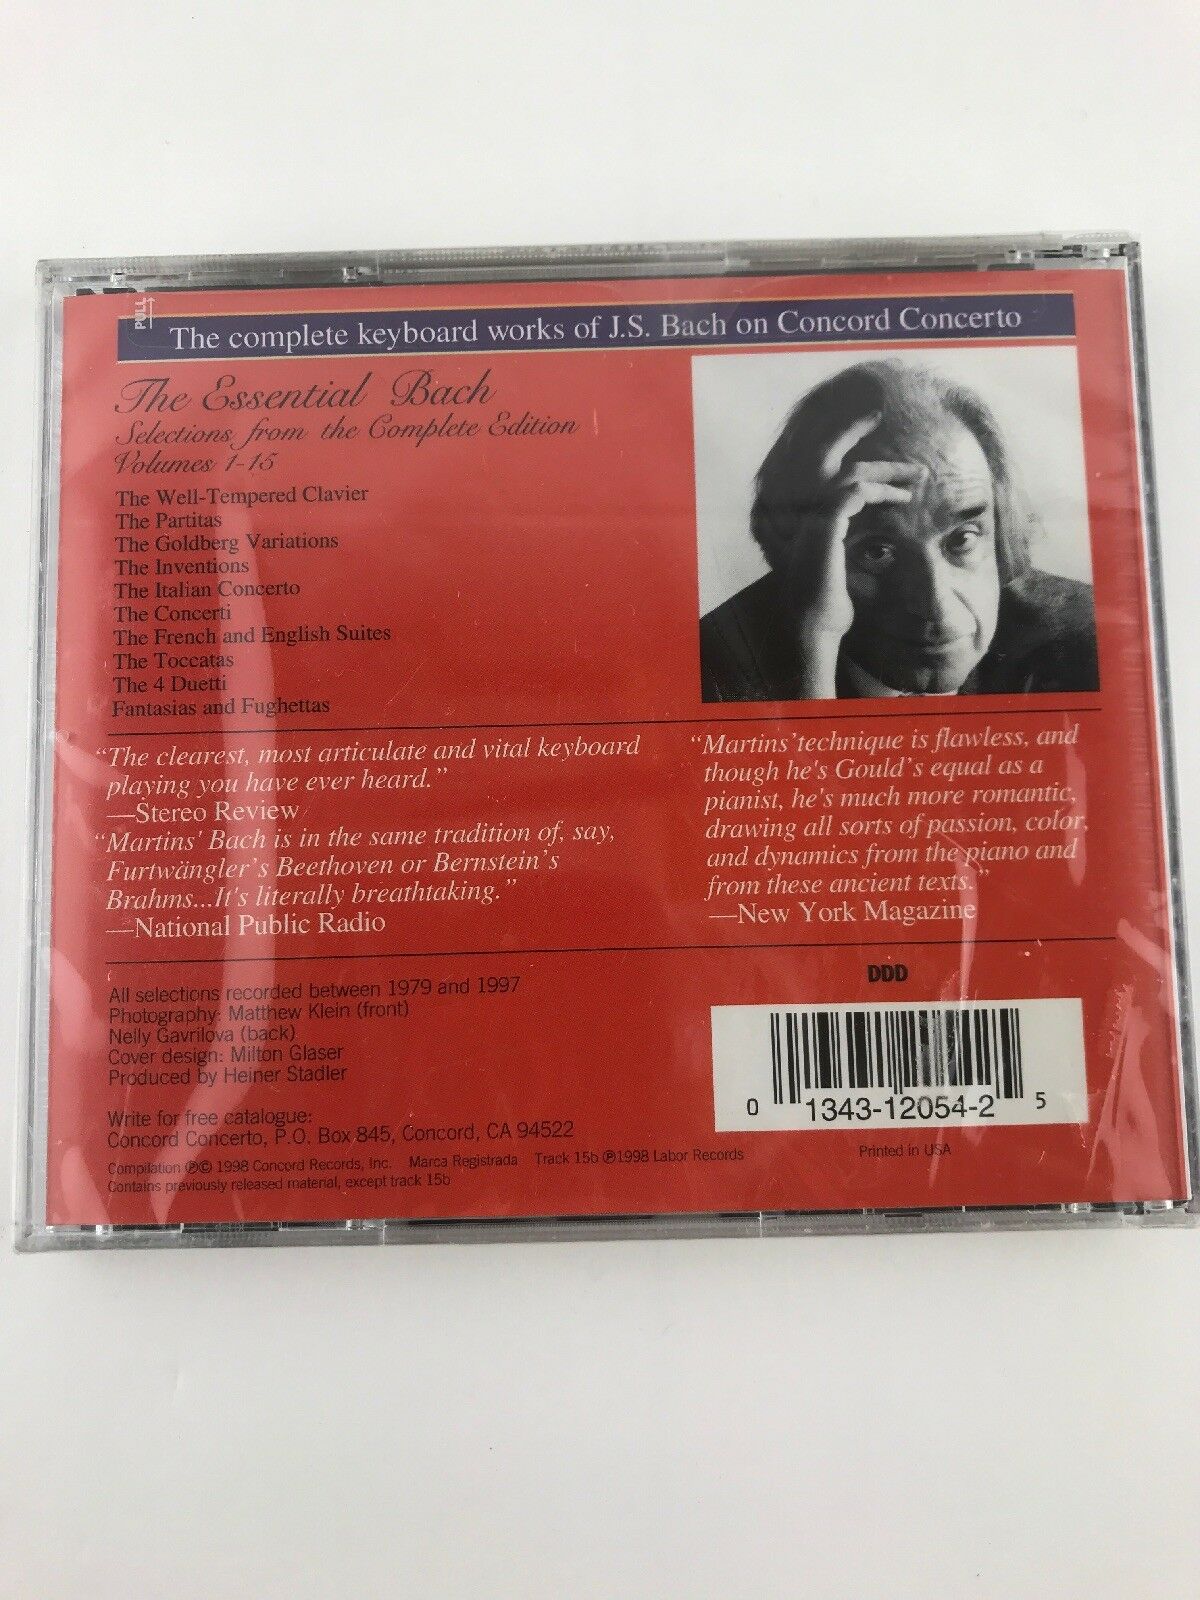 PULL
The complete keyboard works of J.S. Bach on Concord Concerto
The Essential Bach
Selections from the Complete Edition
Volumes 1-15
The Well-Tempered Clavier
The Partitas
The Goldberg Variations
The Inventions
The Italian Concerto
The Concerti
The French and English Suites
The Toccatas
The 4 Duetti
Fantasias and Fughettas
“The clearest, most articulate and vital keyboard
playing you have ever heard.”
—Stereo Review
“Martins' Bach is in the same tradition of, say,
Furtwängler's Beethoven or Bernstein's
Brahms...It's literally breathtaking.”
—National Public Radio
“Martins' technique is flawless, and
though he's Gould's equal as a
pianist, he's much more romantic,
drawing all sorts of passion, color,
and dynamics from the piano and
from these ancient texts.”
—New York Magazine
All selections recorded between 1979 and 1997
Photography: Matthew Klein (front)
Nelly Gavrilova (back)
Cover design: Milton Glaser
Produced by Heiner Stadler
Write for free catalogue:
Concord Concerto, P.O. Box 845, Concord, CA 94522
Compilation ℗© 1998 Concord Records, Inc. Marca Registrada Track 15b ℗1998 Labor Records
Contains previously released material, except track 15b
DDD
0 1343-12054-2 5
Printed in USA